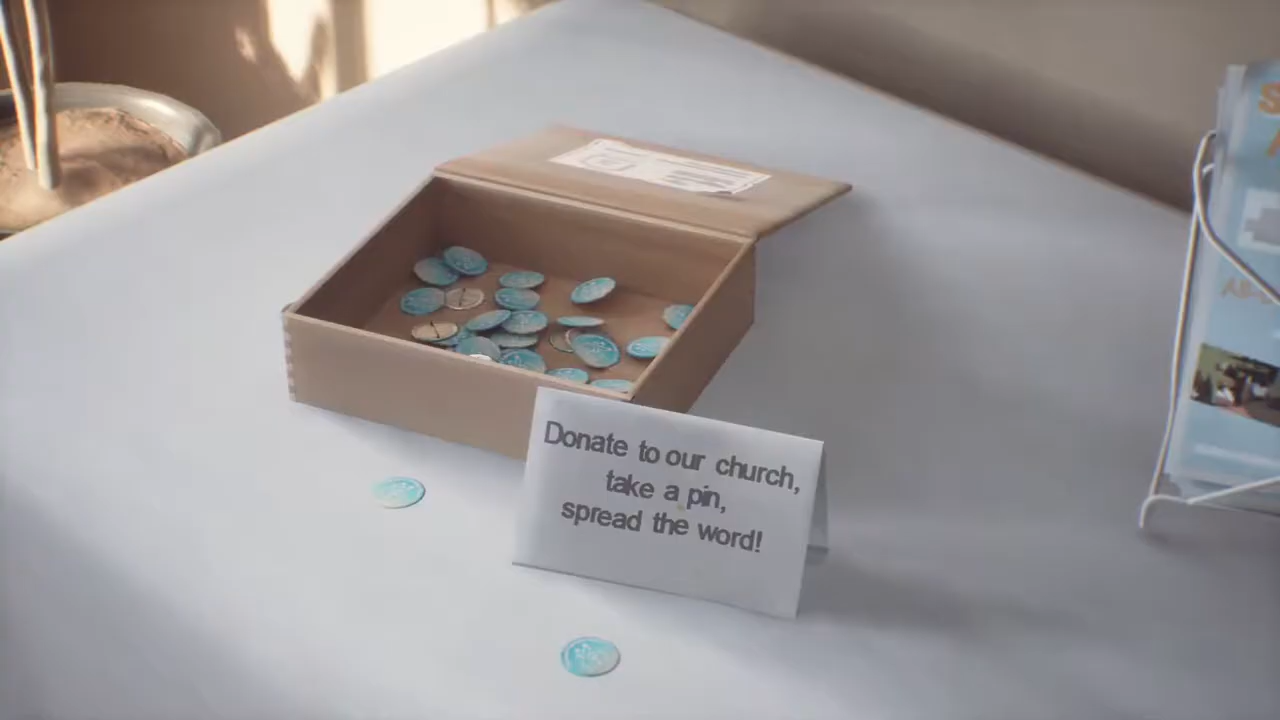 Donate to our church,
take a pin,
spread the word!